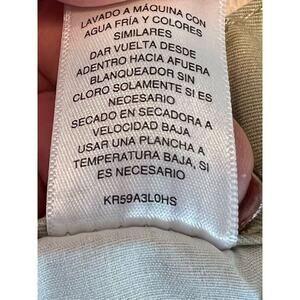 LAVADO A MÁQUINA CON
AGUA FRÍA Y COLORES
SIMILARES
DAR VUELTA DESDE
ADENTRO HACIA AFUERA
BLANQUEADOR SIN
CLORO SOLAMENTE SI ES
NECESARIO
SECADO EN SECADORA A
VELOCIDAD BAJA
USAR UNA PLANCHA A
TEMPERATURA BAJA, SI
ES NECESARIO
KR59A3L0HS